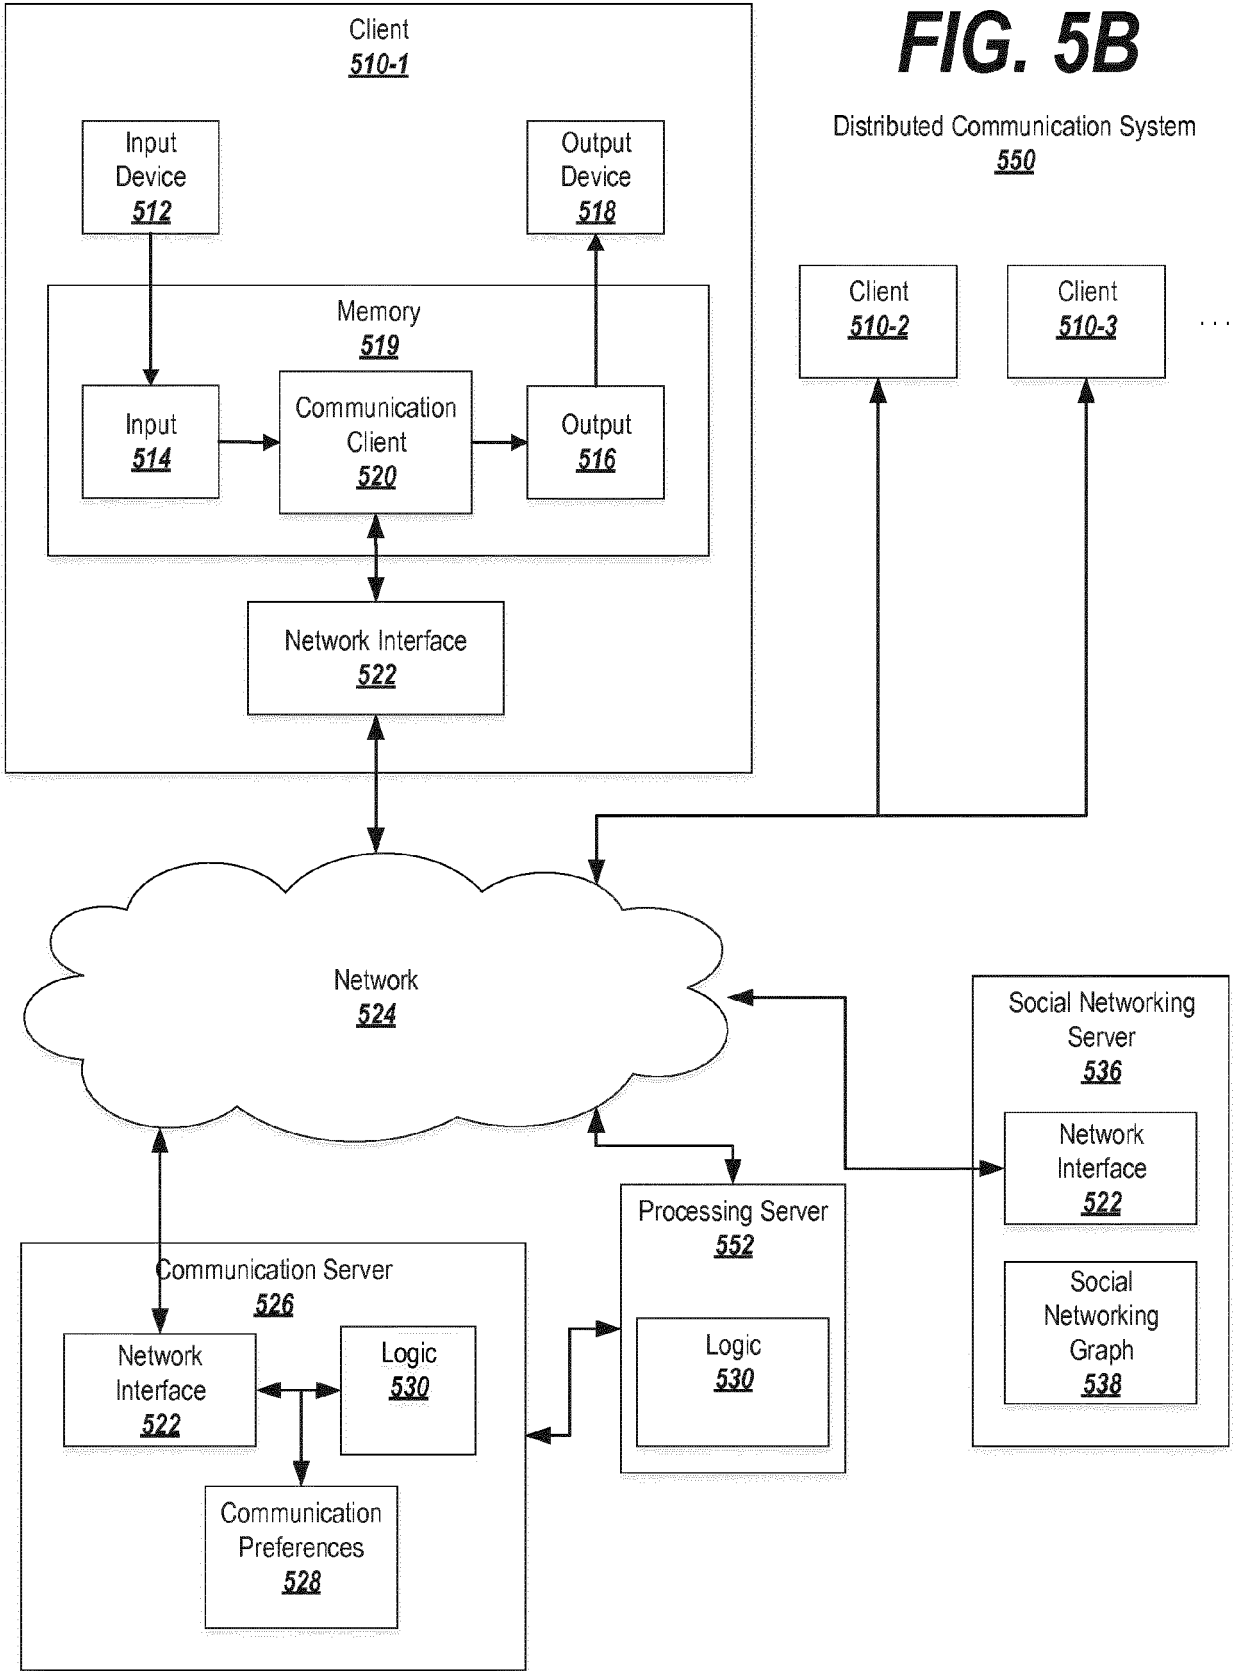 FIG. 5B
Distributed Communication System
550
Client
510-1
Input
Device
512
Output
Device
518
Memory
519
Input
514
Communication
Client
520
Output
516
Network Interface
522
Client
510-2
Client
510-3
. . .
Network
524
Social Networking
Server
536
Network
Interface
522
Social
Networking
Graph
538
Processing Server
552
Logic
530
Communication Server
526
Network
Interface
522
Logic
530
Communication
Preferences
528